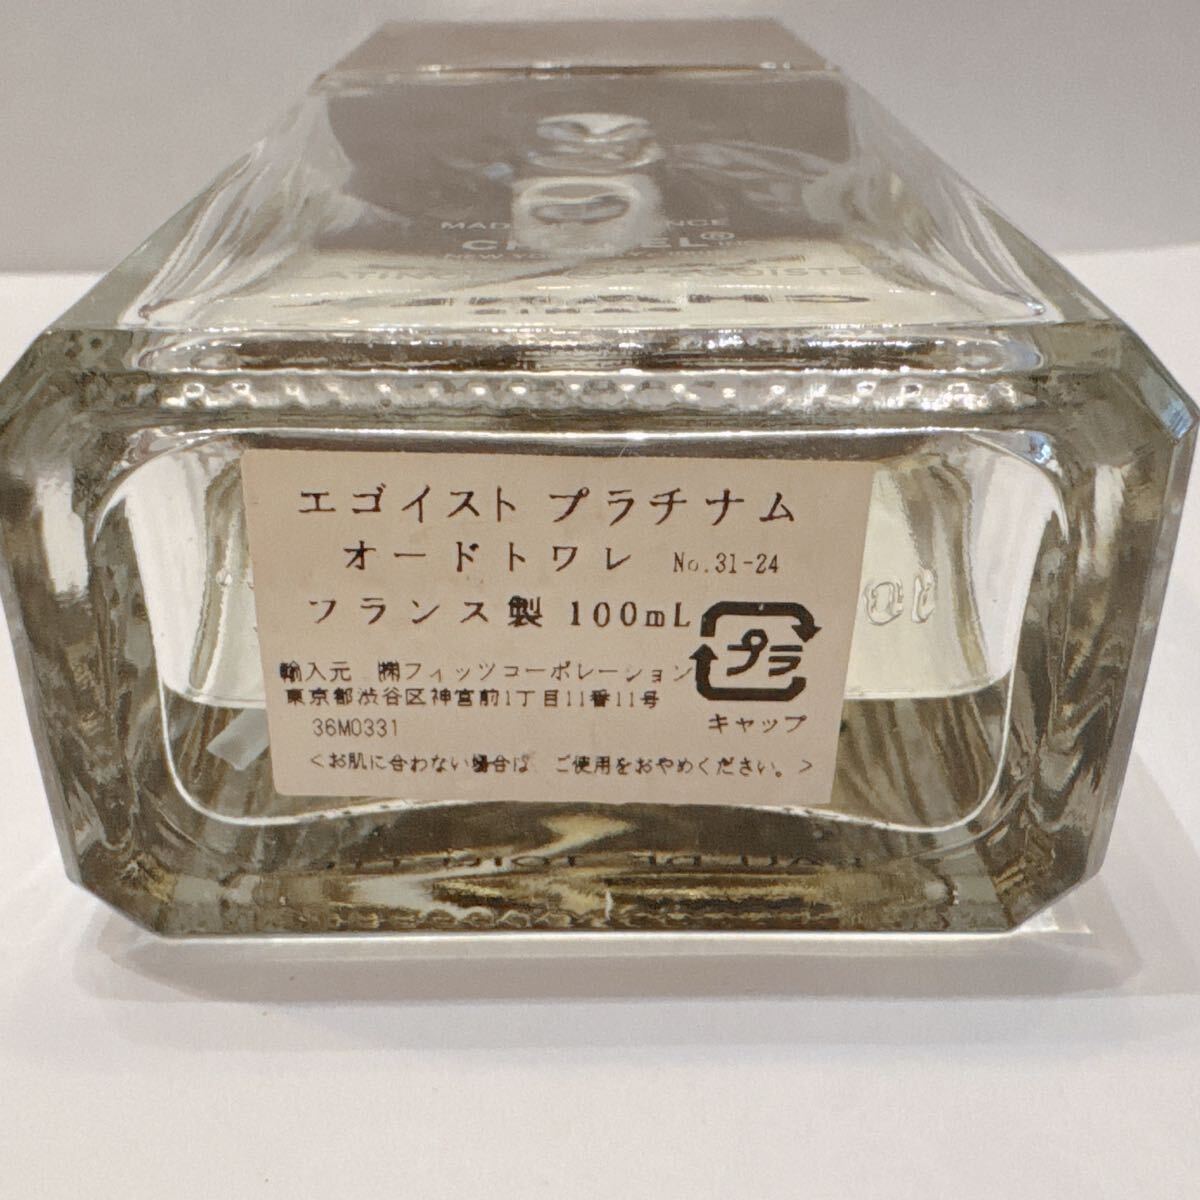 CHANEL
エゴイスト プラチナム
オードトワレ No.31-24
フランス製 100mL
プラ
キャップ
輸入元 ㈱フィッツコーポレーション
東京都渋谷区神宮前1丁目11番11号
36M0331
<お肌に合わない場合は ご使用をおやめください。>